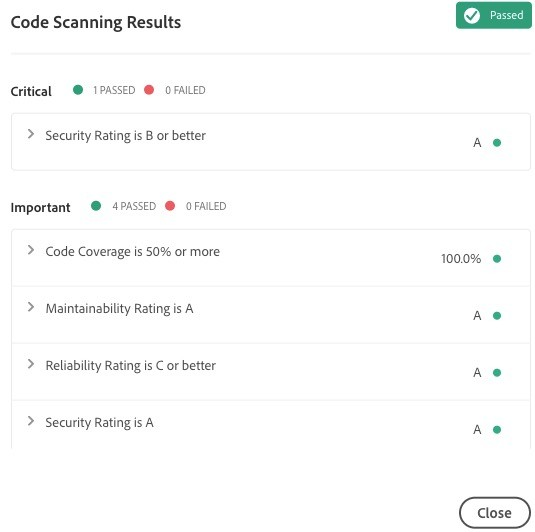 Code Scanning Results
Passed
Critical 1 PASSED 0 FAILED
Security Rating is B or better A
Important 4 PASSED 0 FAILED
Code Coverage is 50% or more 100.0%
Maintainability Rating is A A
Reliability Rating is C or better A
Security Rating is A A
Close